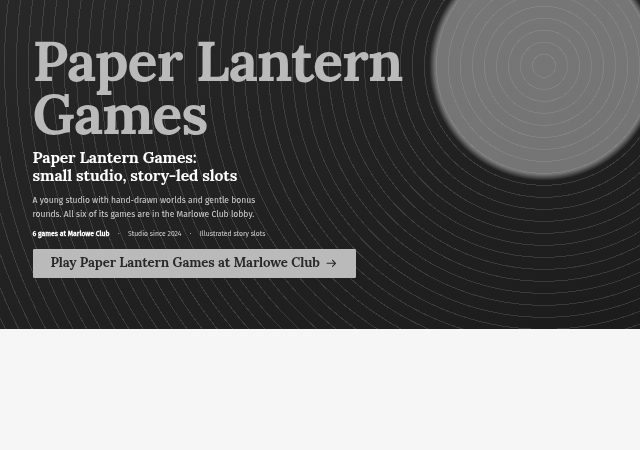 Paper Lantern
Games
Paper Lantern Games:
small studio, story-led slots
A young studio with hand-drawn worlds and gentle bonus
rounds. All six of its games are in the Marlowe Club lobby.
6 games at Marlowe Club · Studio since 2024 · Illustrated story slots
Play Paper Lantern Games at Marlowe Club →